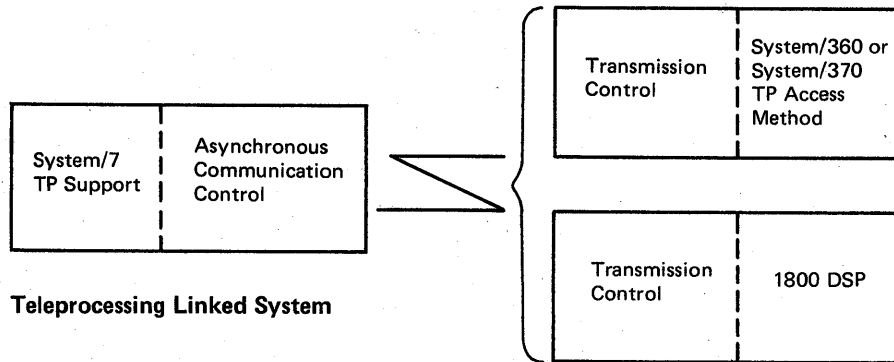 System/7
TP Support
Asynchronous
Communication
Control
Transmission
Control
System/360 or
System/370
TP Access
Method
Transmission
Control
1800 DSP
Teleprocessing Linked System